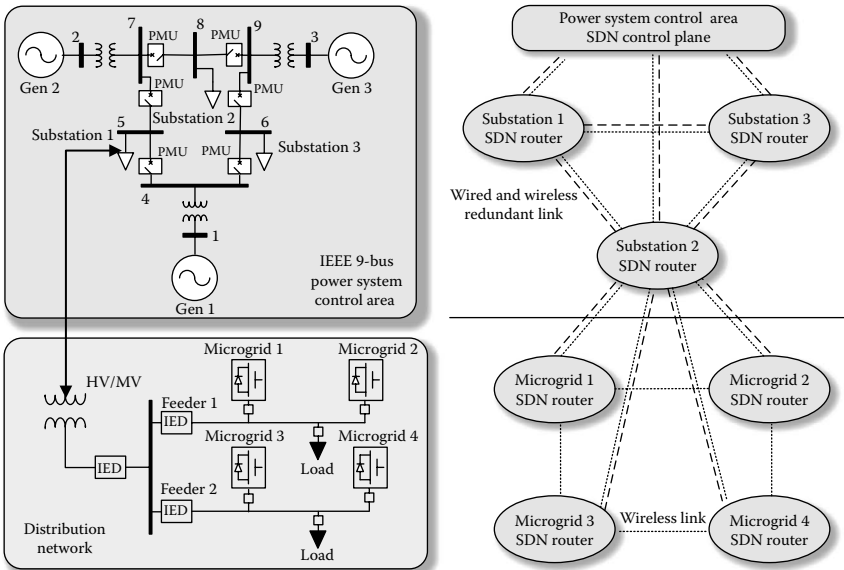 7
8
9
2
PMU
PMU
3
Gen 2
PMU
PMU
Gen 3
Substation 2
5
6
Substation 1
PMU
PMU
Substation 3
4
1
IEEE 9-bus
power system
control area
Gen 1
Microgrid 1
Microgrid 2
HV/MV
Feeder 1
IED
Microgrid 3
Microgrid 4
IED
Load
Feeder 2
IED
Distribution
network
Load
Power system control area
SDN control plane
Substation 1
SDN router
Substation 3
SDN router
Wired and wireless
redundant link
Substation 2
SDN router
Microgrid 1
SDN router
Microgrid 2
SDN router
Microgrid 3
SDN router
Wireless link
Microgrid 4
SDN router